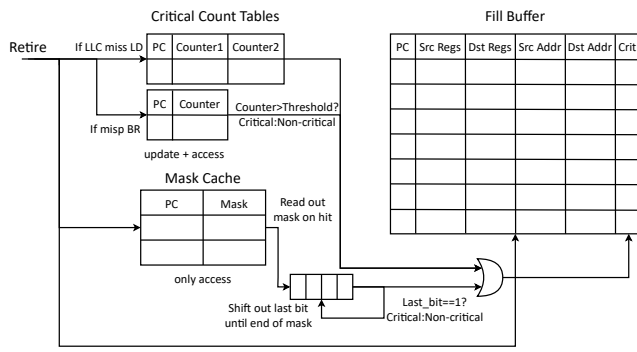 Critical Count Tables
Fill Buffer
Retire
If LLC miss LD
PC Counter1 Counter2
PC Src Regs Dst Regs Src Addr Dst Addr Crit
If misp BR
PC Counter
Counter>Threshold?
Critical:Non-critical
update + access
Mask Cache
PC Mask
Read out
mask on hit
only access
Shift out last bit
until end of mask
Last_bit==1?
Critical:Non-critical